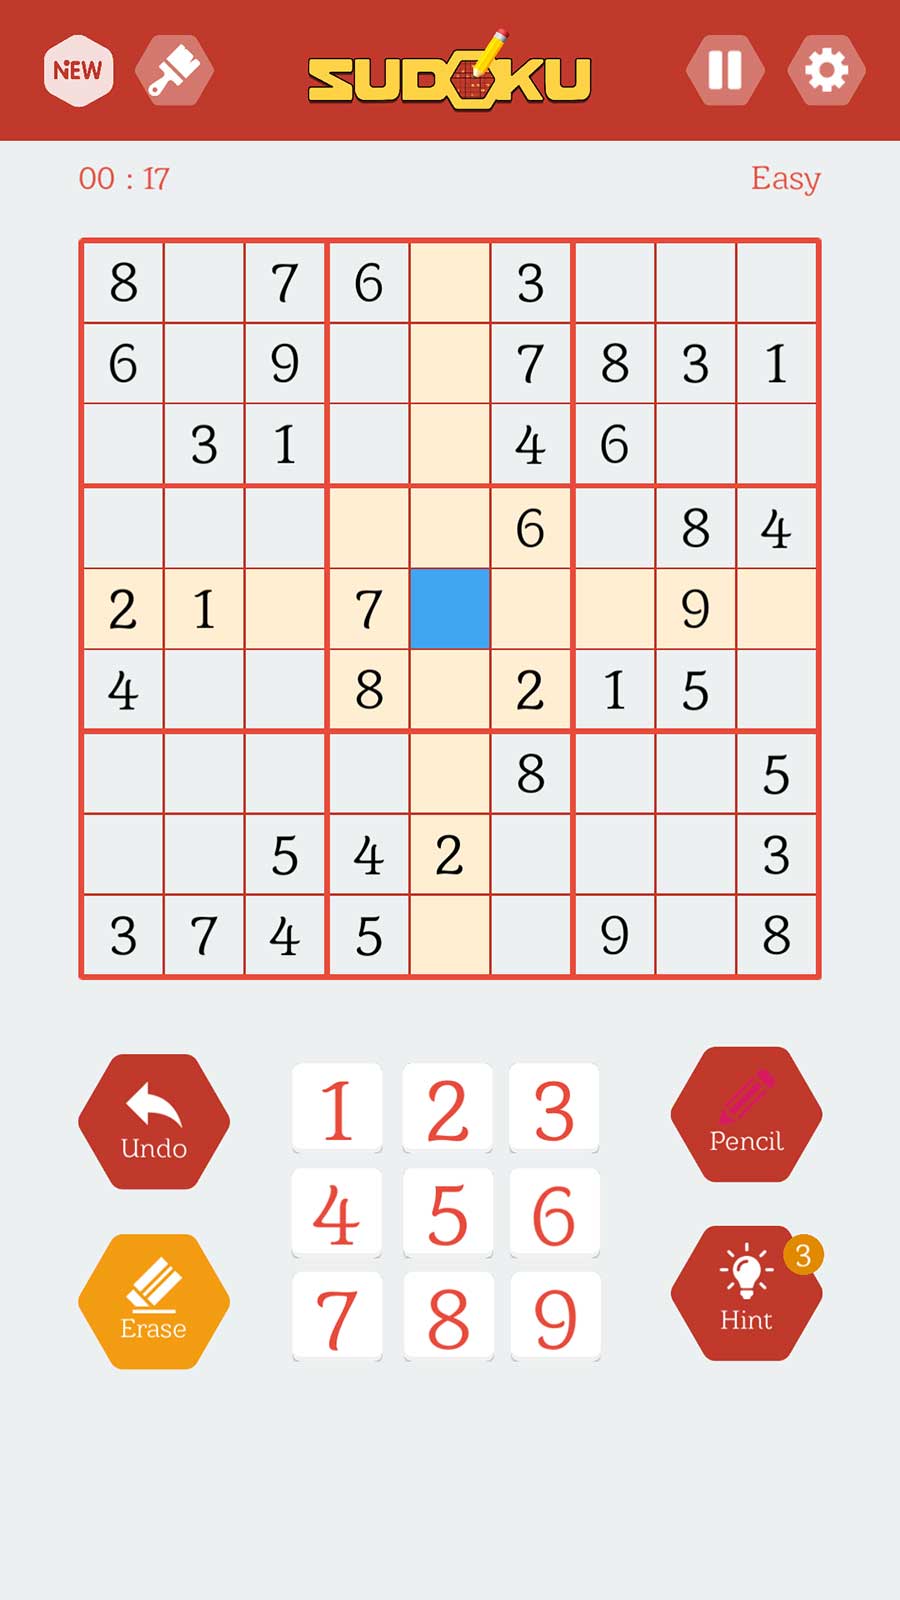 NEW SUDOKU
00 : 17 Easy
8 7 6 3
6 9 7 8 3 1
3 1 4 6
6 8 4
2 1 7 9
4 8 2 1 5
8 5
5 4 2 3
3 7 4 5 9 8
1 2 3
Undo Pencil
4 5 6
3
7 8 9
Erase Hint